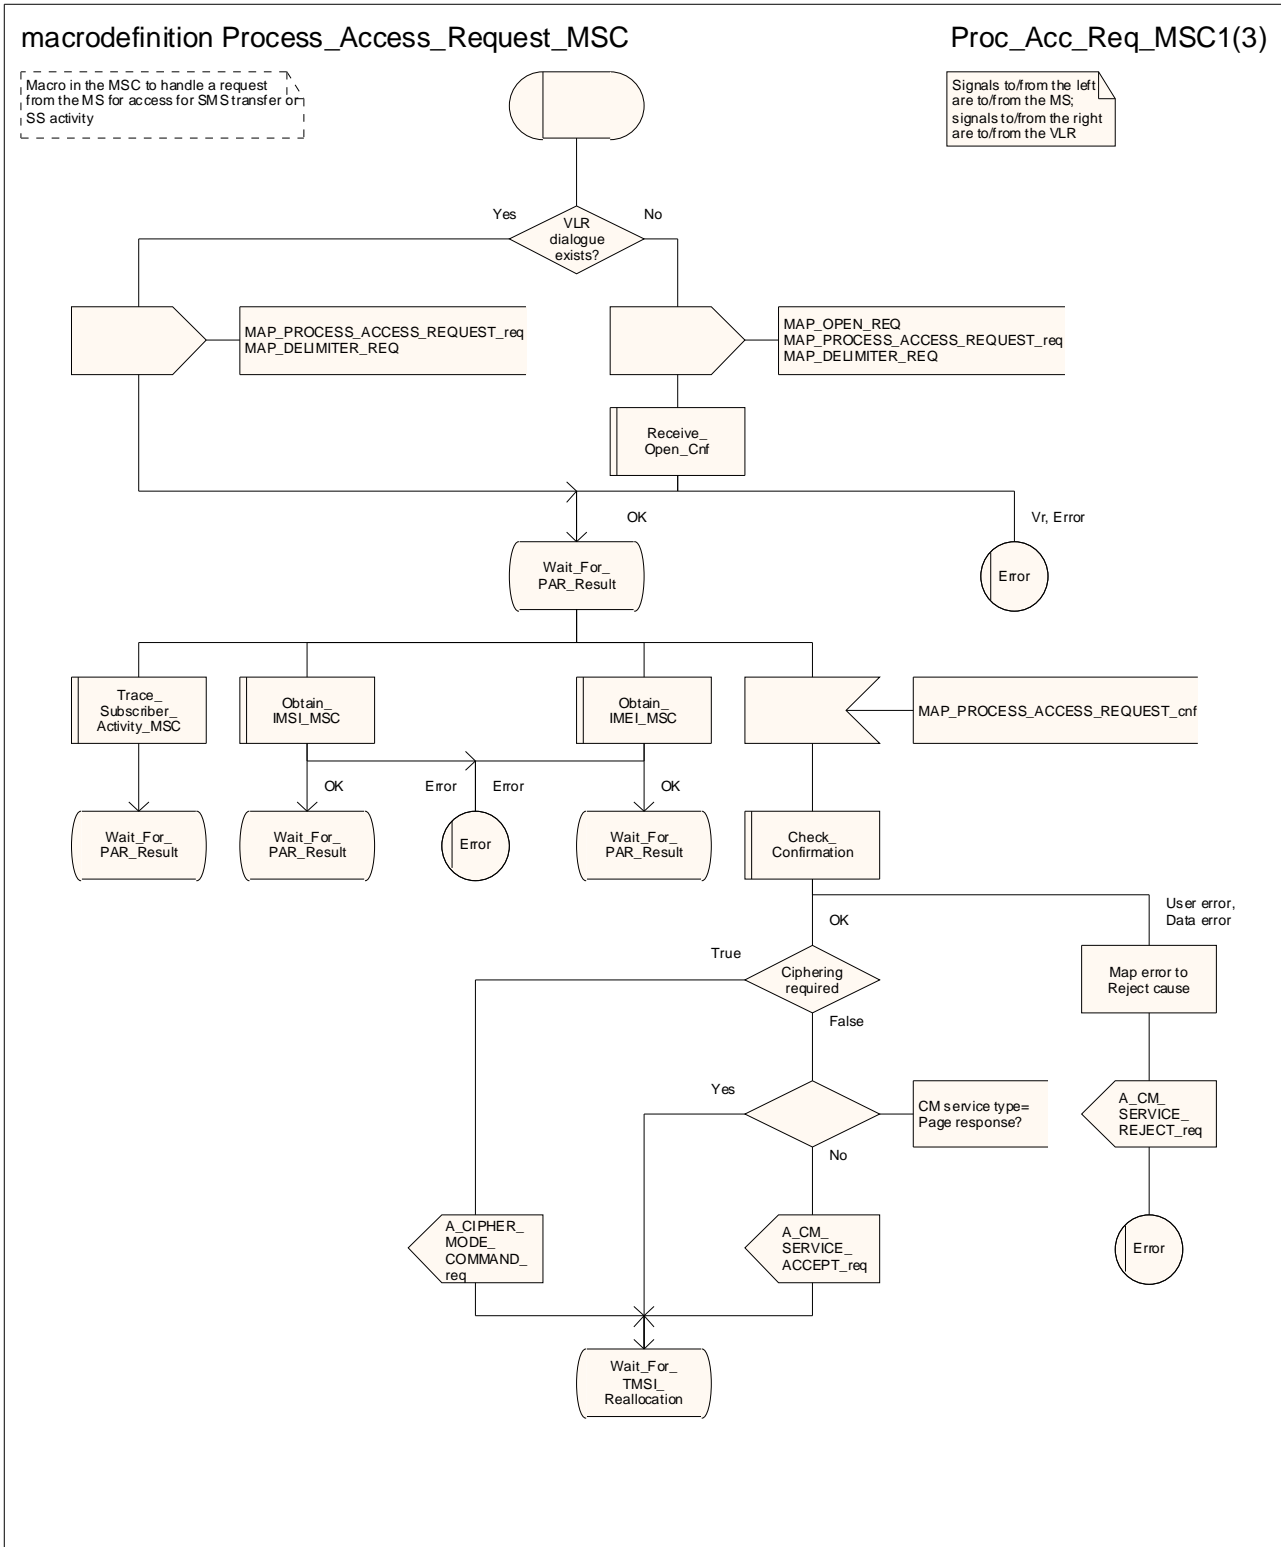 macrodefinition Process_Access_Request_MSC
Proc_Acc_Req_MSC1(3)
Macro in the MSC to handle a request
from the MS for access for SMS transfer or
SS activity
Signals to/from the left
are to/from the MS;
signals to/from the right
are to/from the VLR
Yes
No
VLR
dialogue
exists?
MAP_PROCESS_ACCESS_REQUEST_req
MAP_DELIMITER_REQ
MAP_OPEN_REQ
MAP_PROCESS_ACCESS_REQUEST_req
MAP_DELIMITER_REQ
Receive_
Open_Cnf
OK
Vr, Error
Wait_For_
PAR_Result
Error
Trace_
Subscriber_
Activity_MSC
Obtain_
IMSI_MSC
Obtain_
IMEI_MSC
MAP_PROCESS_ACCESS_REQUEST_cnf
OK
Error
Error
OK
Wait_For_
PAR_Result
Wait_For_
PAR_Result
Error
Wait_For_
PAR_Result
Check_
Confirmation
User error,
Data error
OK
True
Ciphering
required
Map error to
Reject cause
False
Yes
CM service type=
Page response?
A_CM_
SERVICE_
REJECT_req
No
A_CIPHER_
MODE_
COMMAND_
req
A_CM_
SERVICE_
ACCEPT_req
Error
Wait_For_
TMSI_
Reallocation